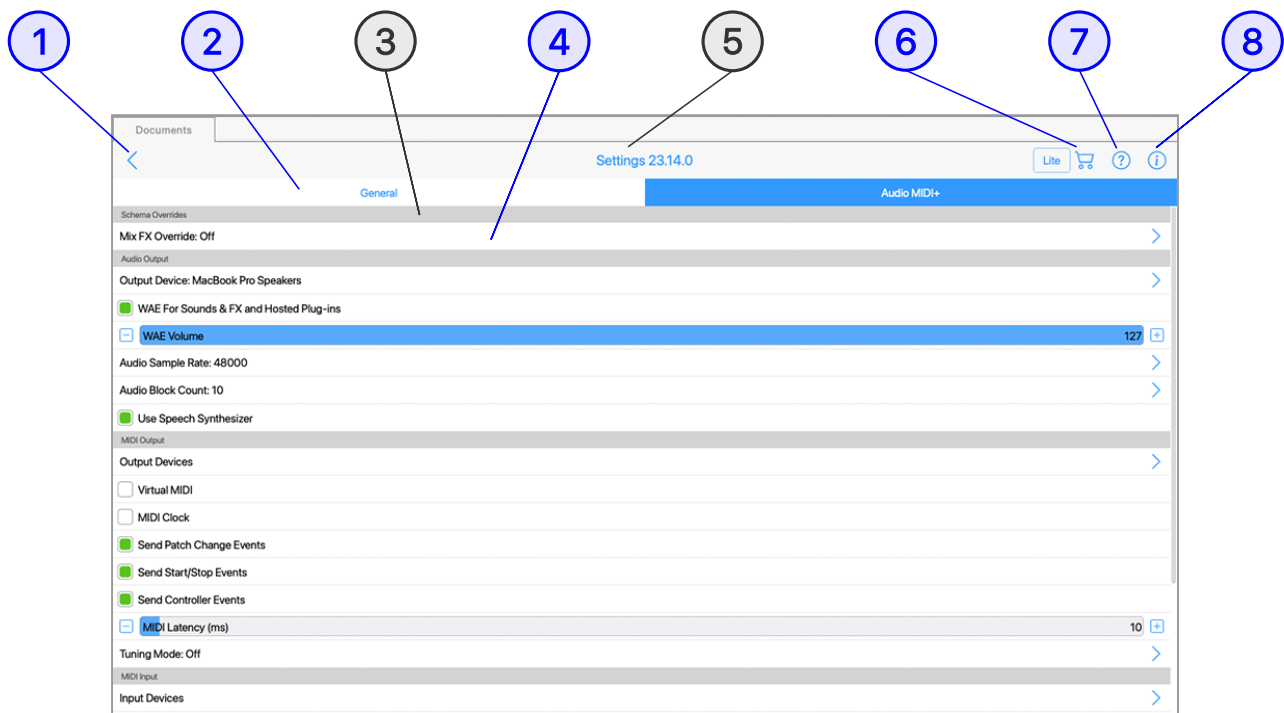 1 2 3 4 5 6 7 8
Documents
Settings 23.14.0 Lite ? i
General Audio MIDI+
Schema Overrides
Mix FX Override: Off
Audio Output
Output Device: MacBook Pro Speakers
WAE For Sounds & FX and Hosted Plug-ins
WAE Volume 127
Audio Sample Rate: 48000
Audio Block Count: 10
Use Speech Synthesizer
MIDI Output
Output Devices
Virtual MIDI
MIDI Clock
Send Patch Change Events
Send Start/Stop Events
Send Controller Events
MIDI Latency (ms) 10
Tuning Mode: Off
MIDI Input
Input Devices